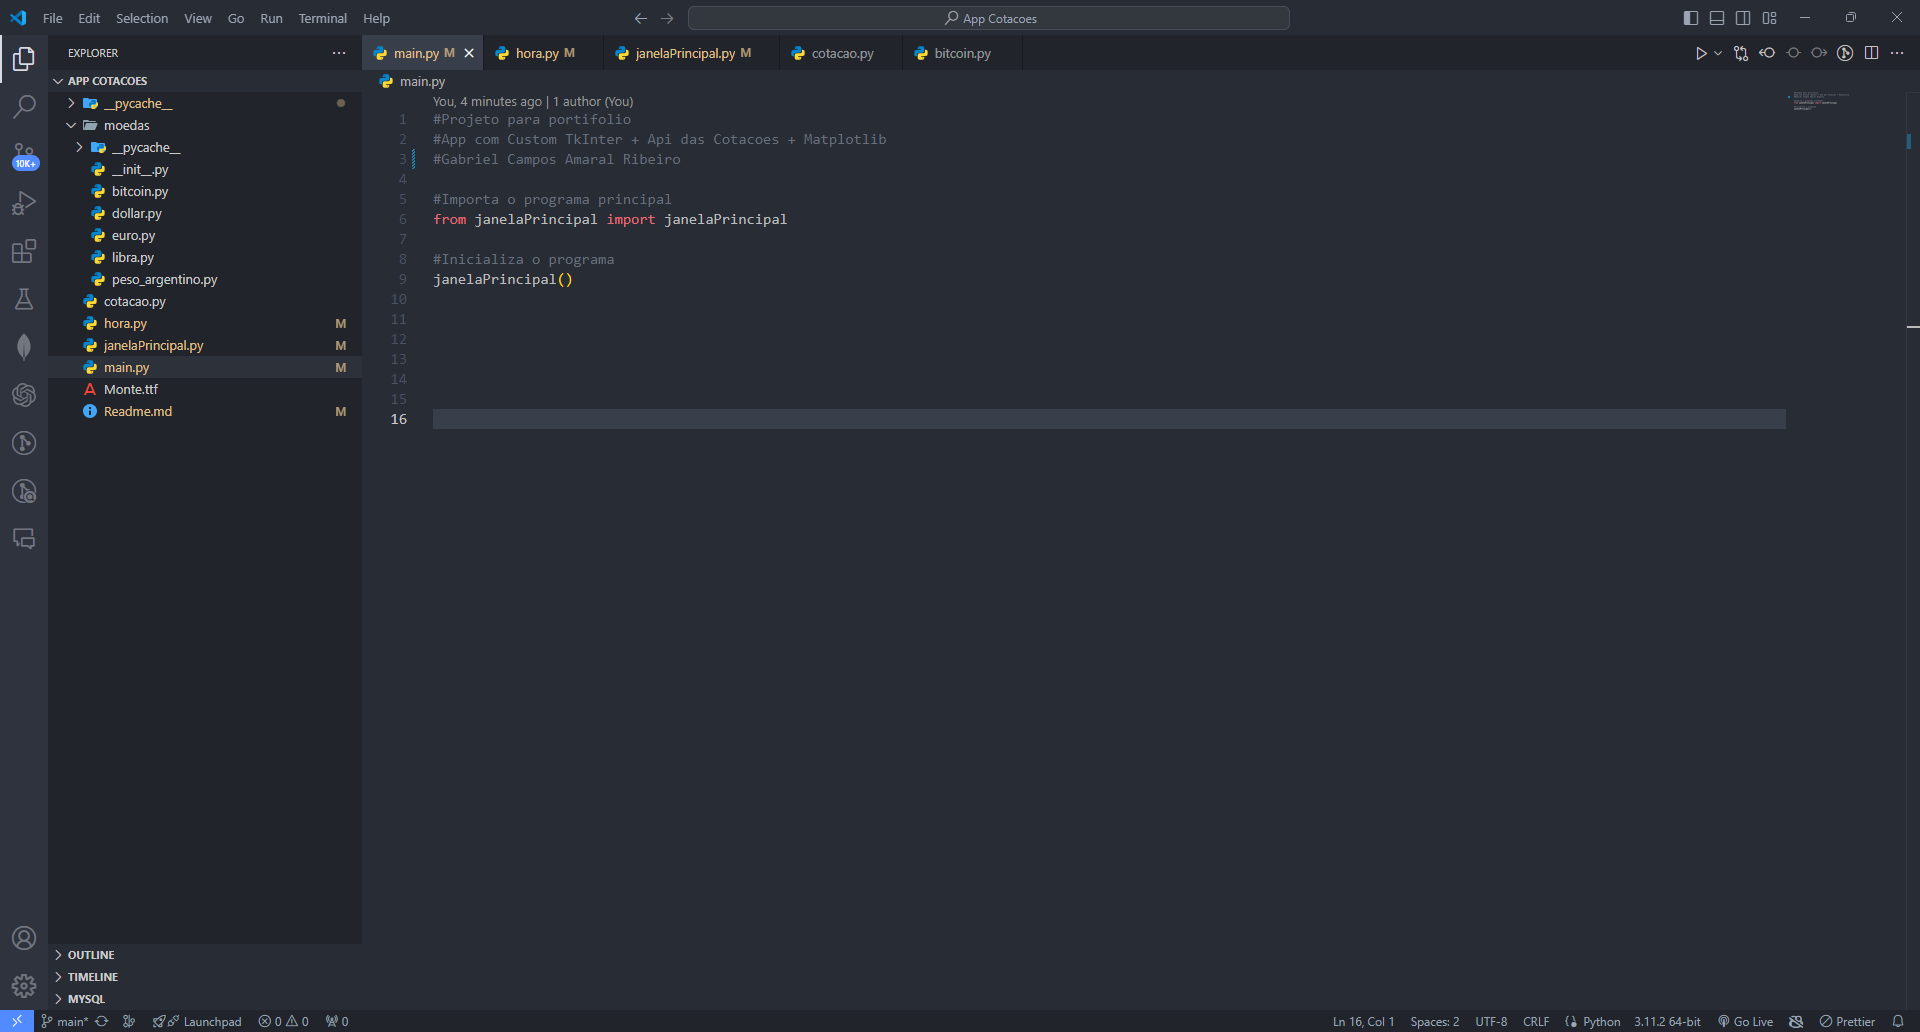 File Edit Selection View Go Run Terminal Help
App Cotacoes
EXPLORER
APP COTACOES
__pycache__
moedas
__pycache__
__init__.py
bitcoin.py
dollar.py
euro.py
libra.py
peso_argentino.py
cotacao.py
hora.py M
janelaPrincipal.py M
main.py M
Monte.ttf
Readme.md M
OUTLINE
TIMELINE
MYSQL
10K+
main.py M hora.py M janelaPrincipal.py M cotacao.py bitcoin.py
main.py
You, 4 minutes ago | 1 author (You)
1 #Projeto para portifolio
2 #App com Custom TkInter + Api das Cotacoes + Matplotlib
3 #Gabriel Campos Amaral Ribeiro
4
5 #Importa o programa principal
6 from janelaPrincipal import janelaPrincipal
7
8 #Inicializa o programa
9 janelaPrincipal()
10
11
12
13
14
15
16
main* Launchpad 0 0 0 Ln 16, Col 1 Spaces: 2 UTF-8 CRLF Python 3.11.2 64-bit Go Live Prettier